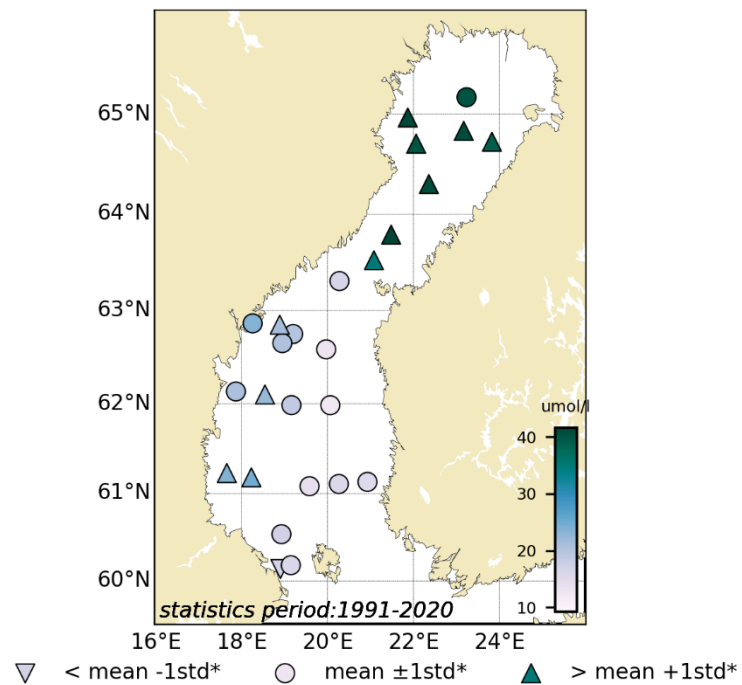 65°N
64°N
63°N
62°N
61°N
60°N
umol/l
40
30
20
10
statistics period:1991-2020
16°E 18°E 20°E 22°E 24°E
< mean -1std* mean ±1std* > mean +1std*